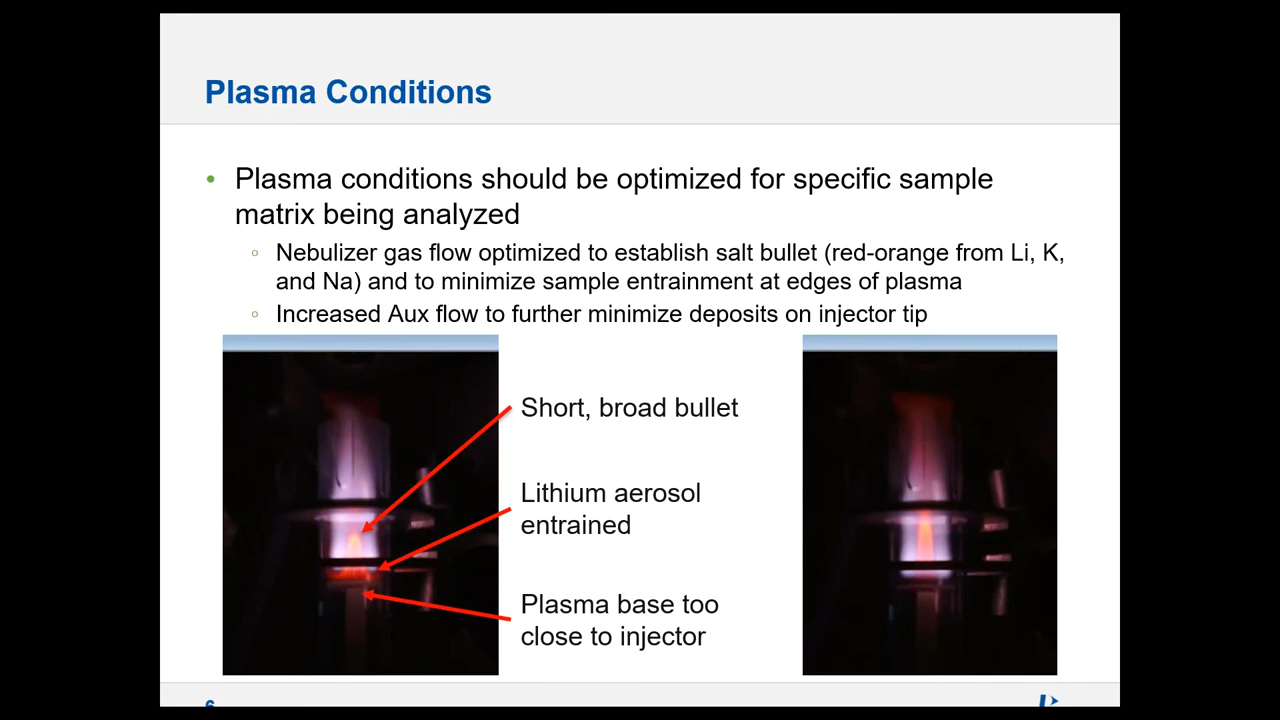 Plasma Conditions
• Plasma conditions should be optimized for specific sample
matrix being analyzed
○ Nebulizer gas flow optimized to establish salt bullet (red-orange from Li, K,
and Na) and to minimize sample entrainment at edges of plasma
○ Increased Aux flow to further minimize deposits on injector tip
Short, broad bullet
Lithium aerosol
entrained
Plasma base too
close to injector